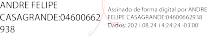 ANDRE FELIPE
CASAGRANDE:04600662
938
Assinado de forma digital por ANDRE
FELIPE CASAGRANDE:04600662938
Dados: 2021.08.24 14:24:24 -03'00'